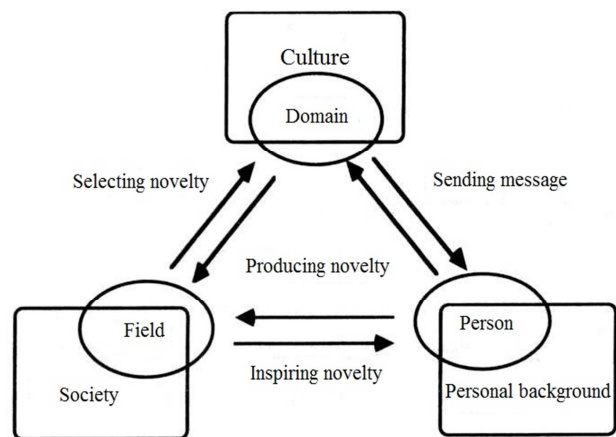 Culture
Domain
Selecting novelty
Sending message
Producing novelty
Field
Person
Inspiring novelty
Society
Personal background